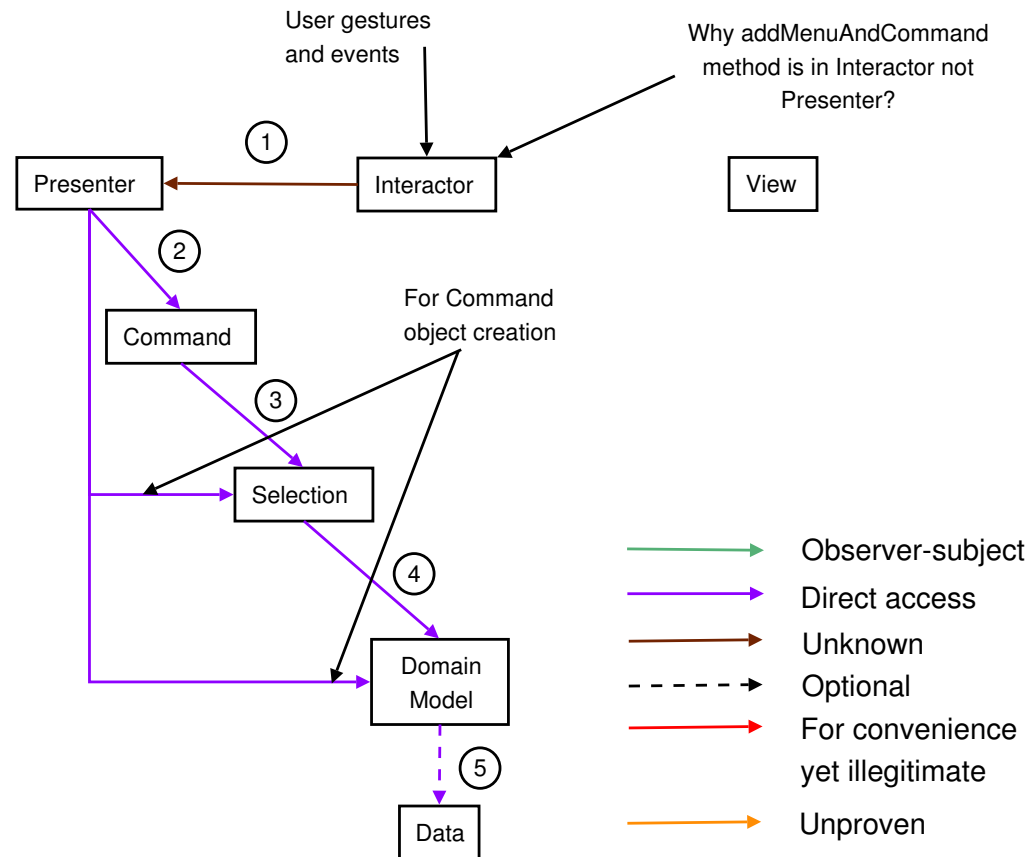 User gestures
and events
Why addMenuAndCommand
method is in Interactor not
Presenter?
1
Presenter
Interactor
View
2
For Command
object creation
Command
3
Selection
4
Domain
Model
5
Data
Observer-subject
Direct access
Unknown
Optional
For convenience
yet illegitimate
Unproven